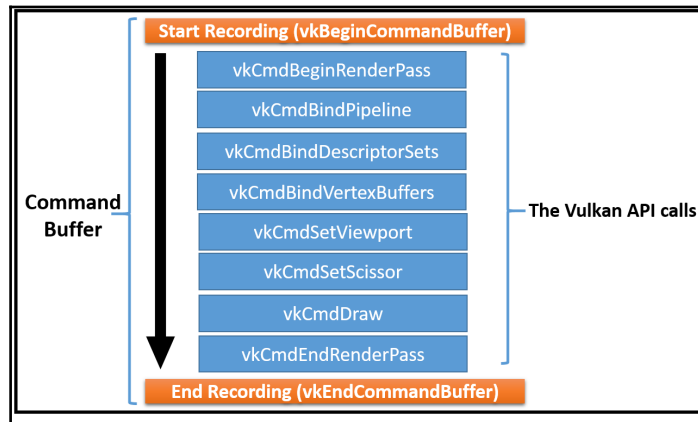 Start Recording (vkBeginCommandBuffer)
vkCmdBeginRenderPass
vkCmdBindPipeline
vkCmdBindDescriptorSets
vkCmdBindVertexBuffers
vkCmdSetViewport
vkCmdSetScissor
vkCmdDraw
vkCmdEndRenderPass
End Recording (vkEndCommandBuffer)
Command
Buffer
The Vulkan API calls